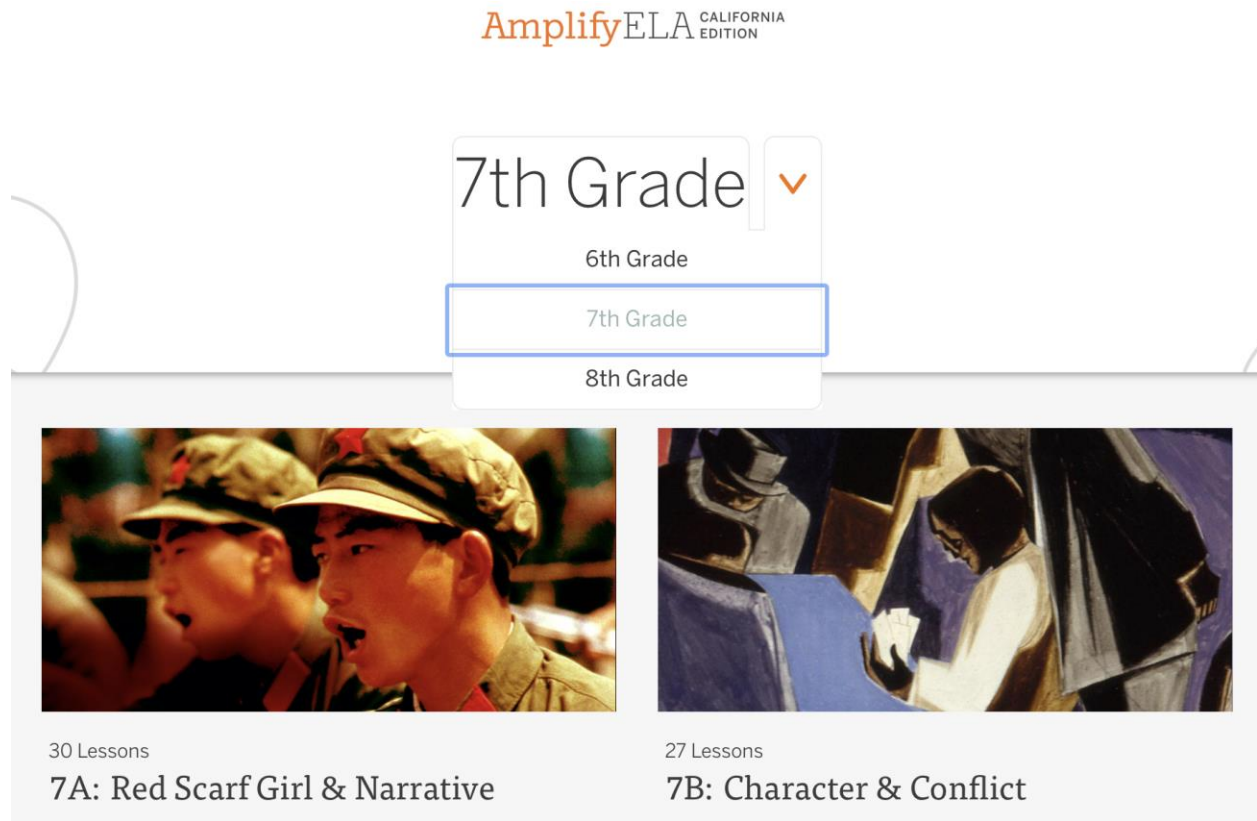 AmplifyELA CALIFORNIA EDITION
7th Grade
6th Grade
7th Grade
8th Grade
30 Lessons
7A: Red Scarf Girl & Narrative
27 Lessons
7B: Character & Conflict